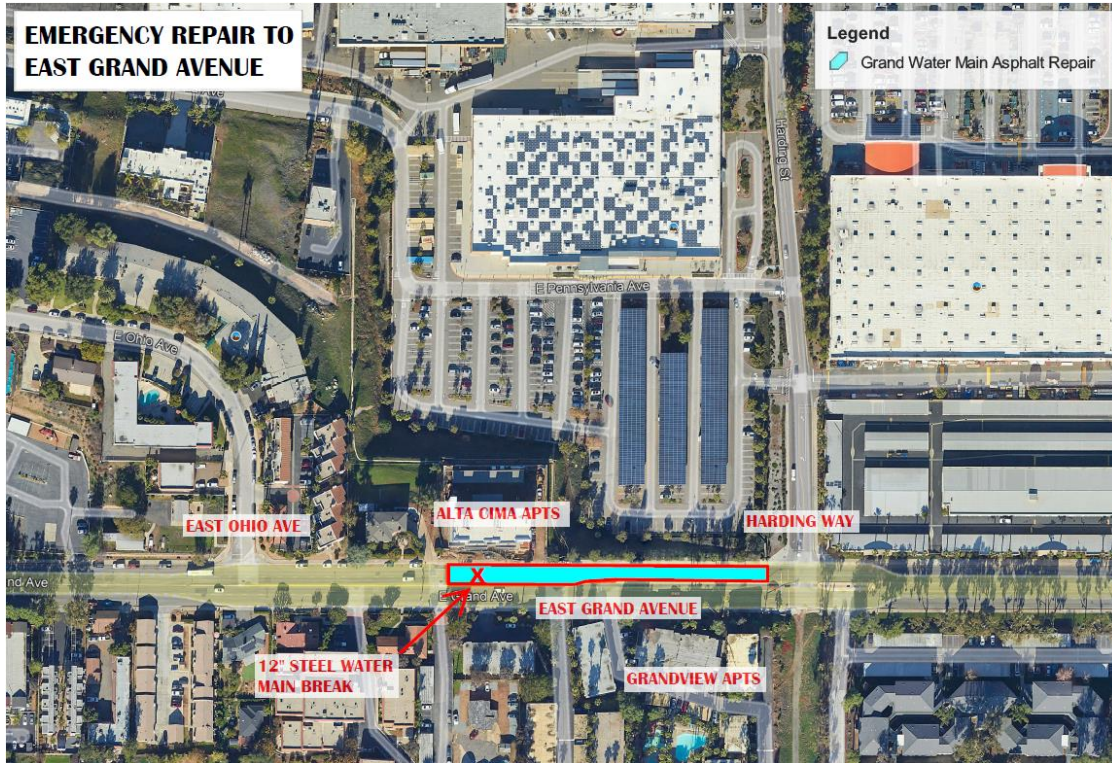 EMERGENCY REPAIR TO
EAST GRAND AVENUE
Legend
Grand Water Main Asphalt Repair
Ave
Harding St
E Pennsylvania Ave
E Ohio Ave
EAST OHIO AVE
ALTA CIMA APTS
HARDING WAY
nd Ave
X
E Grand Ave
EAST GRAND AVENUE
12" STEEL WATER
MAIN BREAK
GRANDVIEW APTS